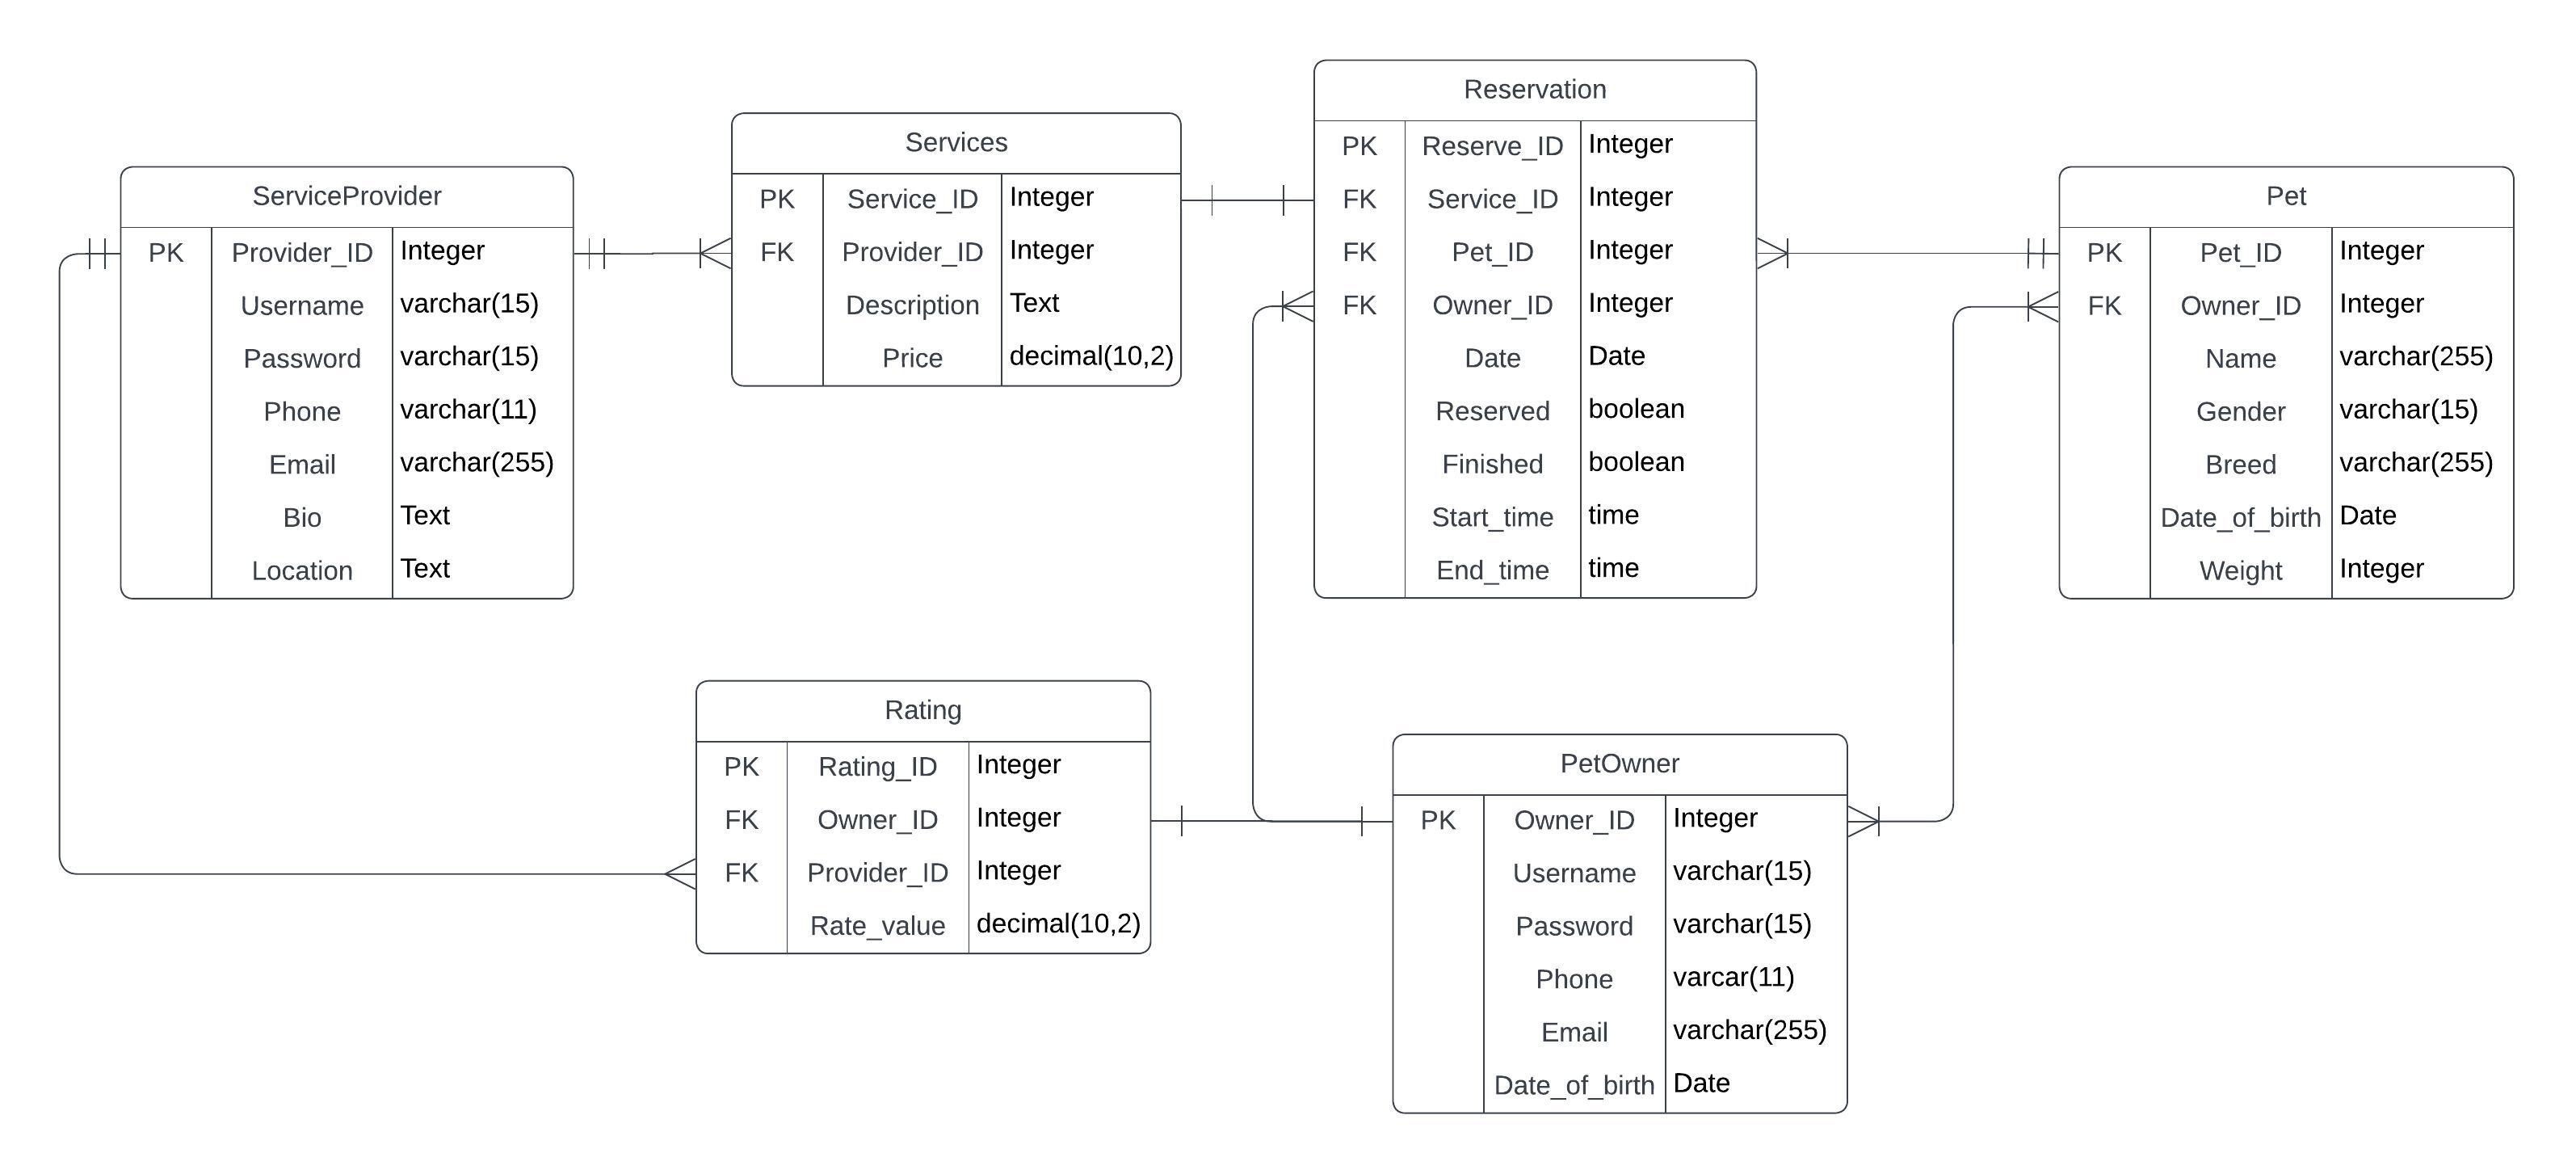 ServiceProvider
PK Provider_ID Integer
Username varchar(15)
Password varchar(15)
Phone varchar(11)
Email varchar(255)
Bio Text
Location Text
Services
PK Service_ID Integer
FK Provider_ID Integer
Description Text
Price decimal(10,2)
Reservation
PK Reserve_ID Integer
FK Service_ID Integer
FK Pet_ID Integer
FK Owner_ID Integer
Date Date
Reserved boolean
Finished boolean
Start_time time
End_time time
Pet
PK Pet_ID Integer
FK Owner_ID Integer
Name varchar(255)
Gender varchar(15)
Breed varchar(255)
Date_of_birth Date
Weight Integer
Rating
PK Rating_ID Integer
FK Owner_ID Integer
FK Provider_ID Integer
Rate_value decimal(10,2)
PetOwner
PK Owner_ID Integer
Username varchar(15)
Password varchar(15)
Phone varcar(11)
Email varchar(255)
Date_of_birth Date